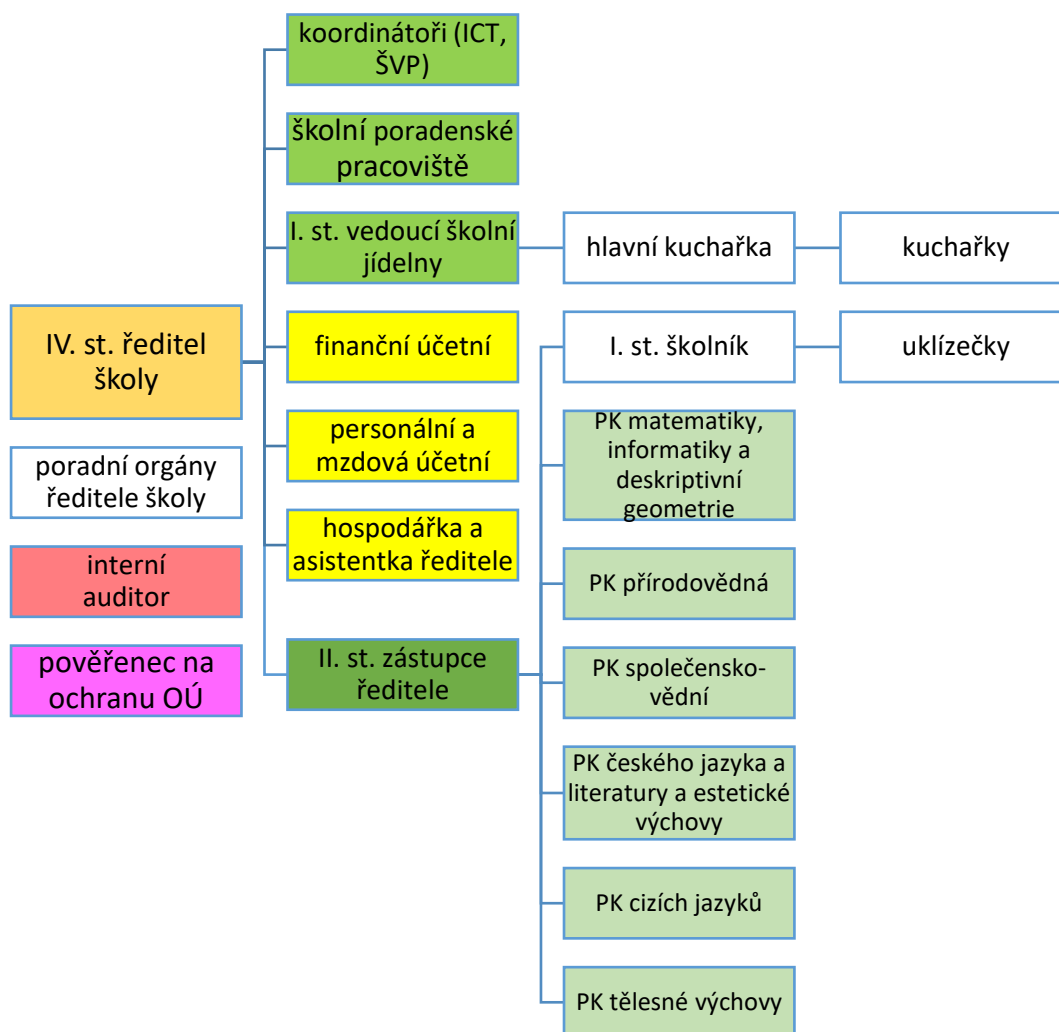 koordinátoři (ICT,
ŠVP)
školní poradenské
pracoviště
I. st. vedoucí školní
jídelny
hlavní kuchařka
kuchařky
IV. st. ředitel
školy
finanční účetní
I. st. školník
uklízečky
personální a
mzdová účetní
PK matematiky,
informatiky a
deskriptivní
geometrie
poradní orgány
ředitele školy
hospodářka a
asistentka ředitele
interní
auditor
PK přírodovědná
pověřenec na
ochranu OÚ
II. st. zástupce
ředitele
PK společensko-
vědní
PK českého jazyka a
literatury a estetické
výchovy
PK cizích jazyků
PK tělesné výchovy